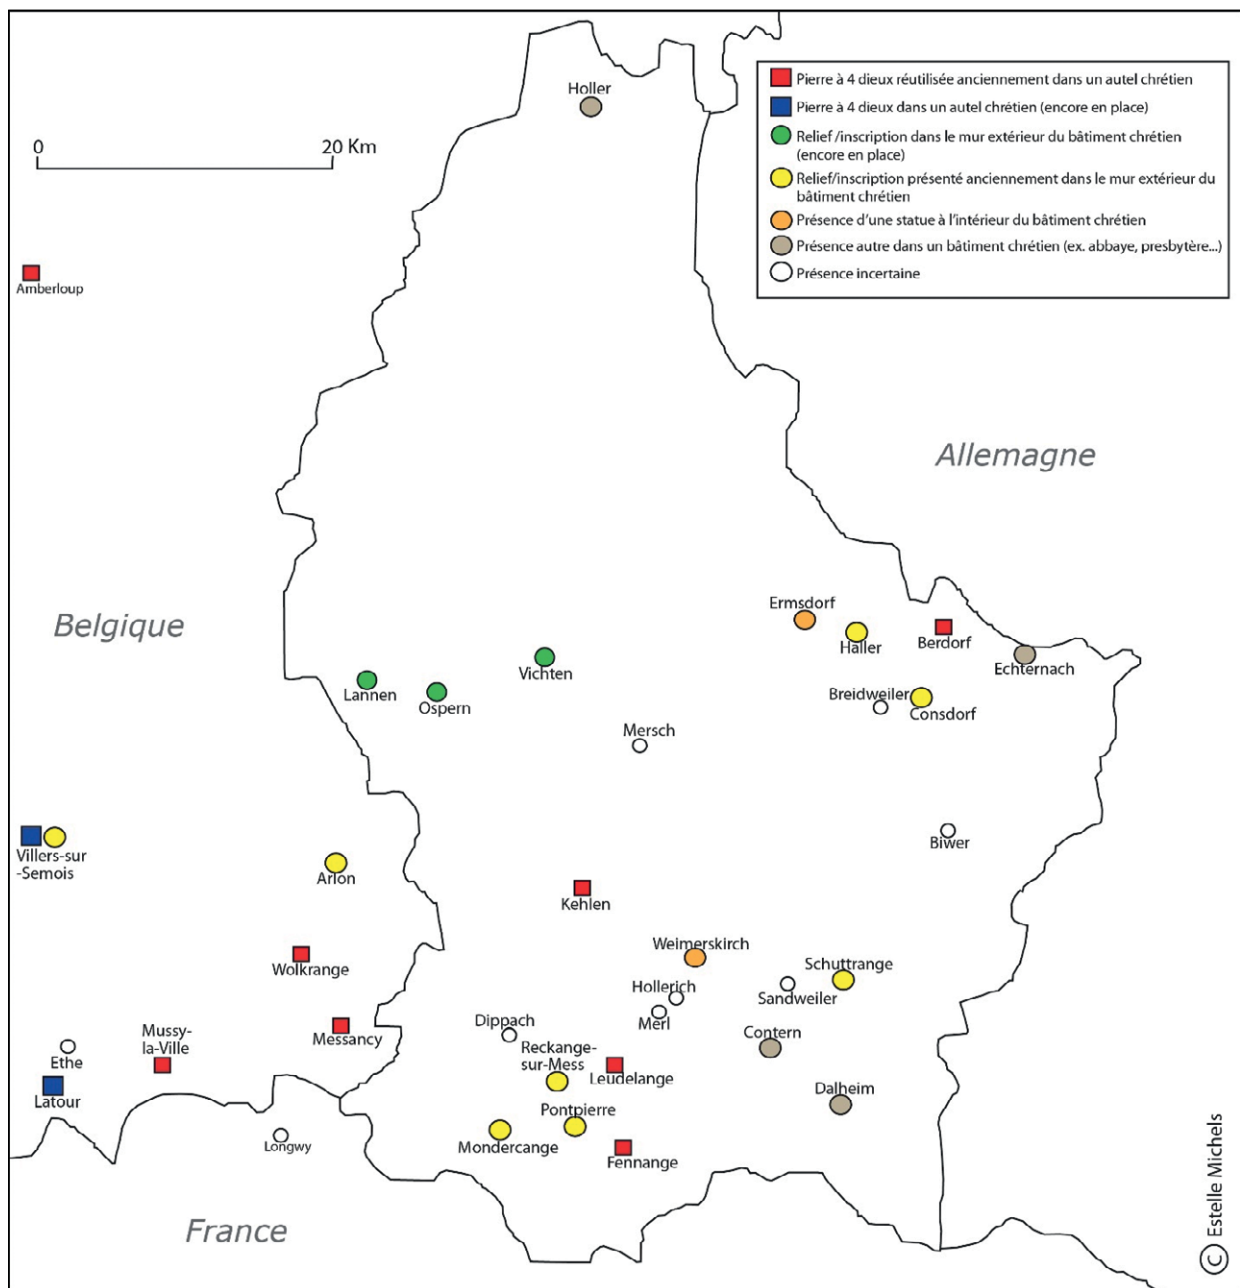 Holler
0 20 Km
Pierre à 4 dieux réutilisée anciennement dans un autel chrétien
Pierre à 4 dieux dans un autel chrétien (encore en place)
Relief /inscription dans le mur extérieur du bâtiment chrétien
(encore en place)
Relief/inscription présenté anciennement dans le mur extérieur du
bâtiment chrétien
Présence d'une statue à l'intérieur du bâtiment chrétien
Présence autre dans un bâtiment chrétien (ex. abbaye, presbytère...)
Présence incertaine
Amberloup
Allemagne
Belgique
Ermsdorf
Haller
Berdorf
Echternach
Vichten
Lannen
Ospern
Breidweiler
Consdorf
Mersch
Biwer
Villers-sur
-Semois
Arlon
Kehlen
Weimerskirch
Wolkrange
Schuttrange
Hollerich
Sandweiler
Merl
Dippach
Contern
Mussy-
la-Ville
Messancy
Ethe
Reckange-
sur-Mess
Leudelange
Latour
Dalheim
Pontpierre
Longwy
Mondercange
Fennange
France
© Estelle Michels